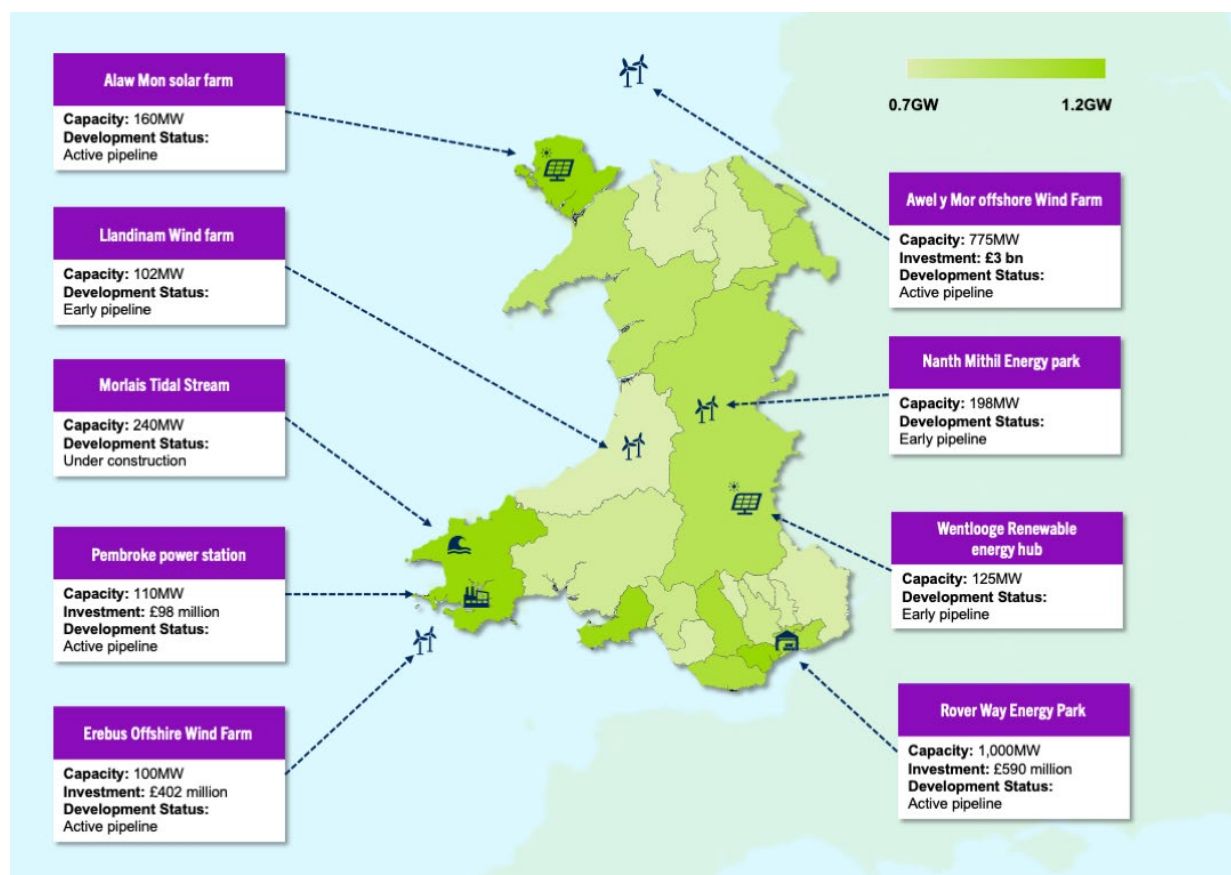 Alaw Mon solar farm
Capacity: 160MW
Development Status:
Active pipeline
Llandinam Wind farm
Capacity: 102MW
Development Status:
Early pipeline
Morlais Tidal Stream
Capacity: 240MW
Development Status:
Under construction
Pembroke power station
Capacity: 110MW
Investment: £98 million
Development Status:
Active pipeline
Erebus Offshire Wind Farm
Capacity: 100MW
Investment: £402 million
Development Status:
Active pipeline
0.7GW 1.2GW
Awel y Mor offshore Wind Farm
Capacity: 775MW
Investment: £3 bn
Development Status:
Active pipeline
Nanth Mithil Energy park
Capacity: 198MW
Development Status:
Early pipeline
Wentlooge Renewable
energy hub
Capacity: 125MW
Development Status:
Early pipeline
Rover Way Energy Park
Capacity: 1,000MW
Investment: £590 million
Development Status:
Active pipeline